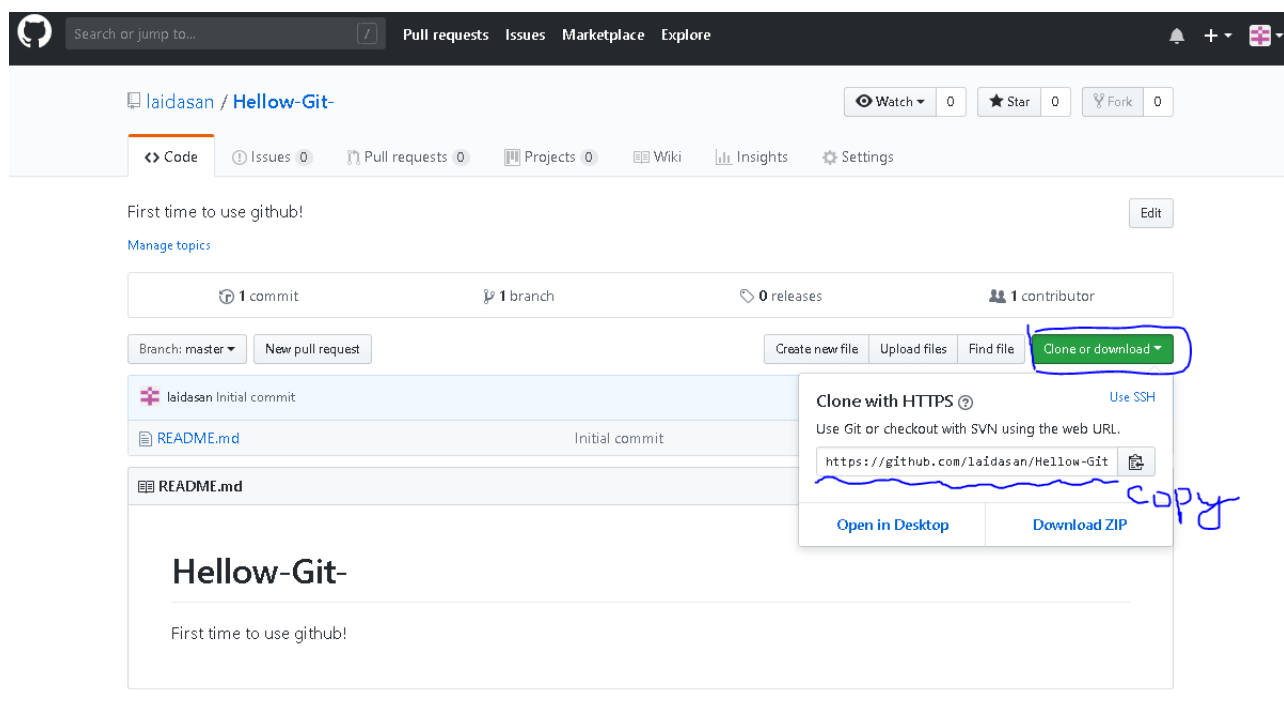 Search or jump to... / Pull requests Issues Marketplace Explore
laidasan / Hellow-Git-
Watch 0 Star 0 Fork 0
Code Issues 0 Pull requests 0 Projects 0 Wiki Insights Settings
First time to use github!
Edit
Manage topics
1 commit 1 branch 0 releases 1 contributor
Branch: master New pull request Create new file Upload files Find file Clone or download
laidasan Initial commit
README.md Initial commit
Clone with HTTPS ? Use SSH
Use Git or checkout with SVN using the web URL.
https://github.com/laidasan/Hellow-Git
copy
Open in Desktop Download ZIP
README.md
Hellow-Git-
First time to use github!